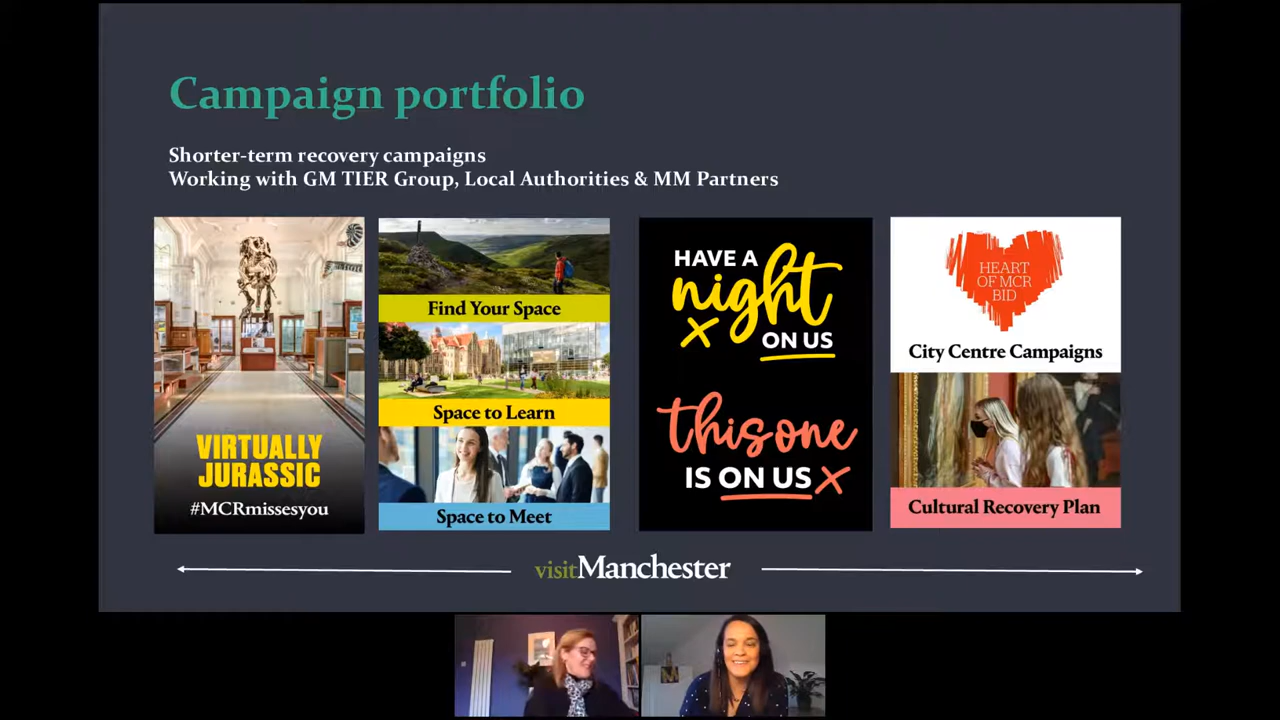 Campaign portfolio
Shorter-term recovery campaigns
Working with GM TIER Group, Local Authorities & MM Partners
VIRTUALLY
JURASSIC
#MCRmissesyou
Find Your Space
Space to Learn
Space to Meet
HAVE A
night
X
ON US
this one
IS ON US X
HEART
OF MCR
BID
City Centre Campaigns
Cultural Recovery Plan
visitManchester